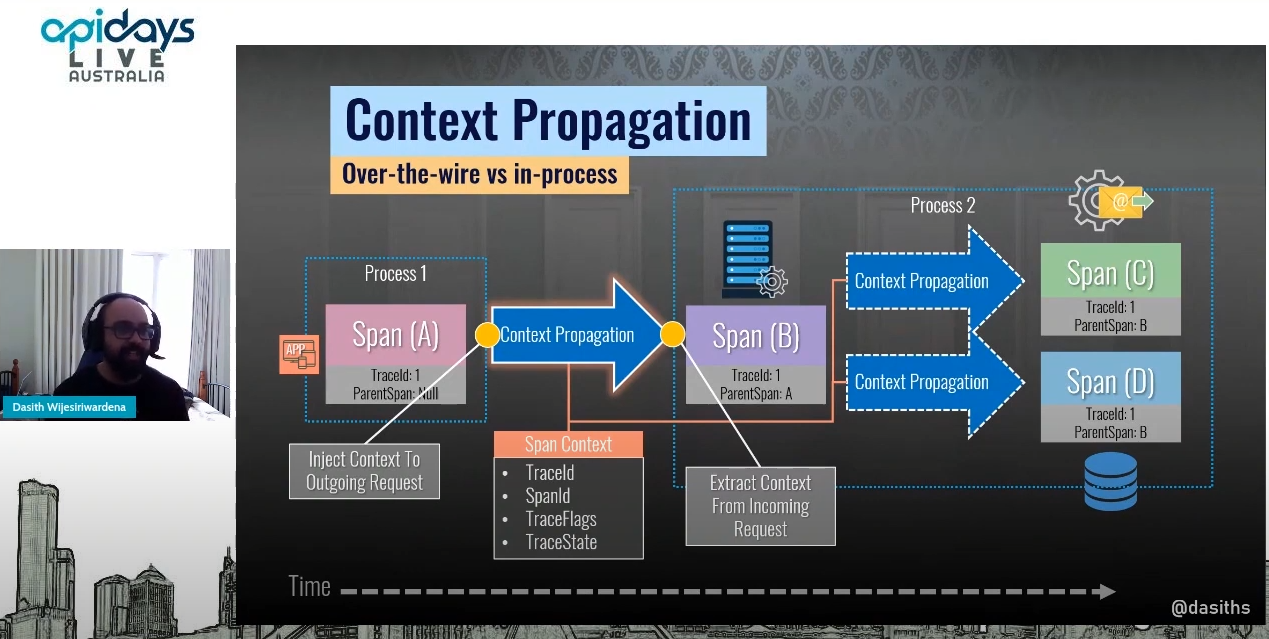 apidays
LIVE
AUSTRALIA
Context Propagation
Over-the-wire vs in-process
Process 1
Span (A)
TraceId: 1
ParentSpan: Null
APP
Context Propagation
Process 2
Span (B)
TraceId: 1
ParentSpan: A
Context Propagation
Context Propagation
@
Span (C)
TraceId: 1
ParentSpan: B
Span (D)
TraceId: 1
ParentSpan: B
Inject Context To
Outgoing Request
Span Context
• TraceId
• SpanId
• TraceFlags
• TraceState
Extract Context
From Incoming
Request
Time
Dasith Wijesiriwardena
@dasiths